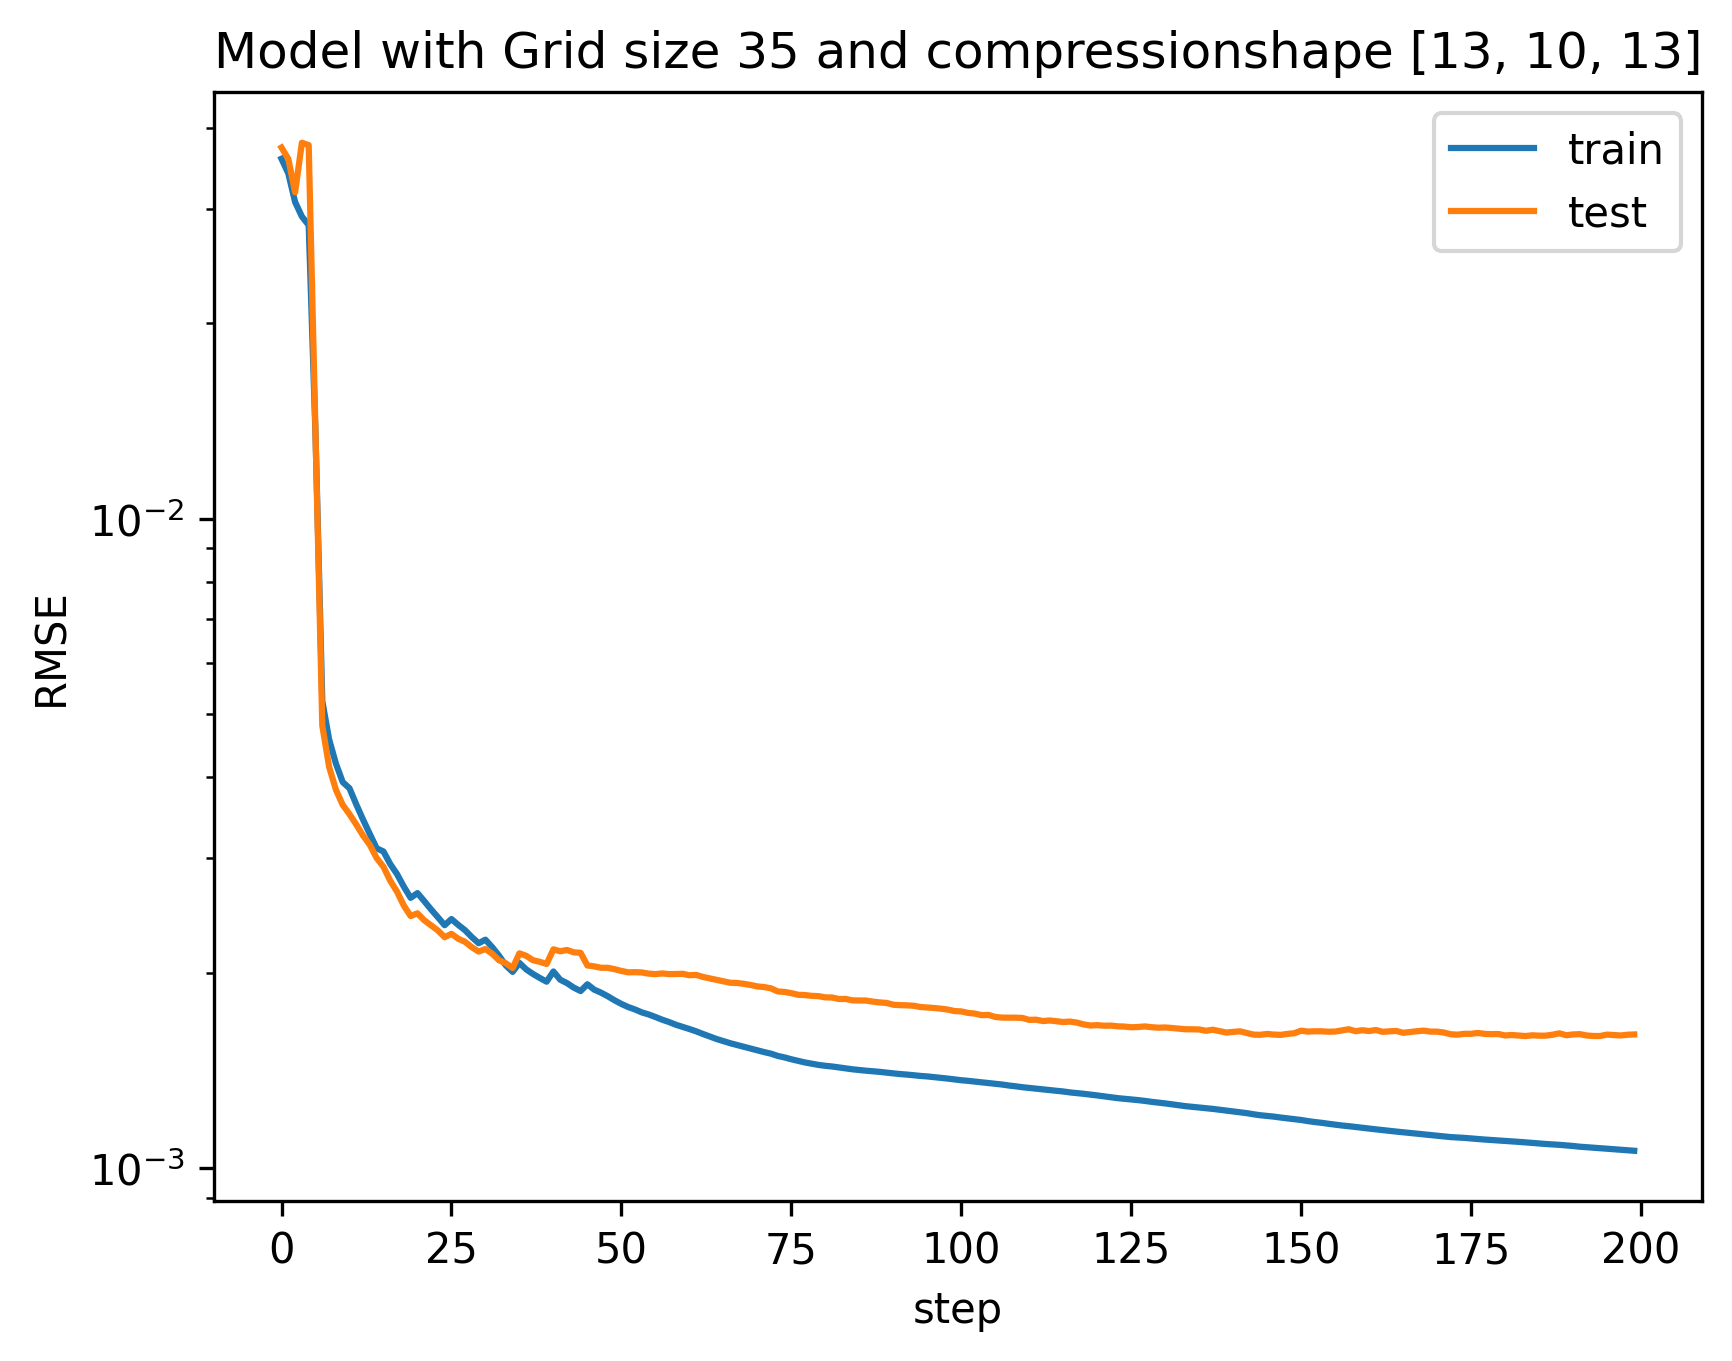 Model with Grid size 35 and compressionshape [13, 10, 13]
train
test
10⁻²
RMSE
10⁻³
0 25 50 75 100 125 150 175 200
step